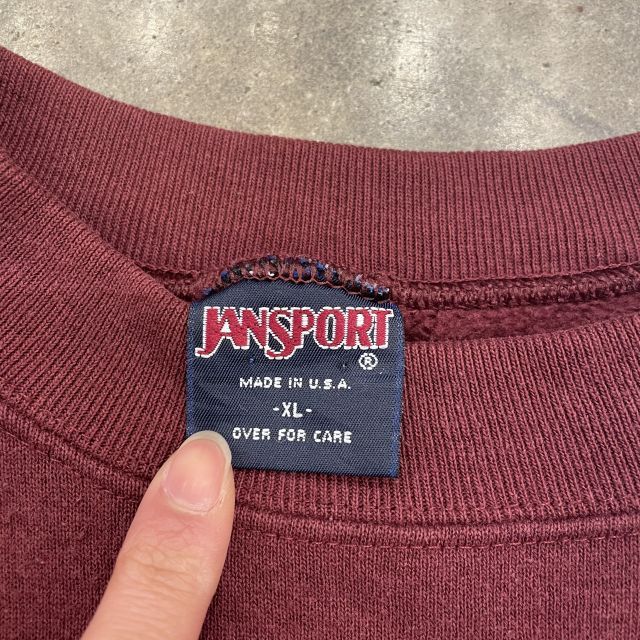 JANSPORT®
MADE IN U.S.A.
-XL-
OVER FOR CARE